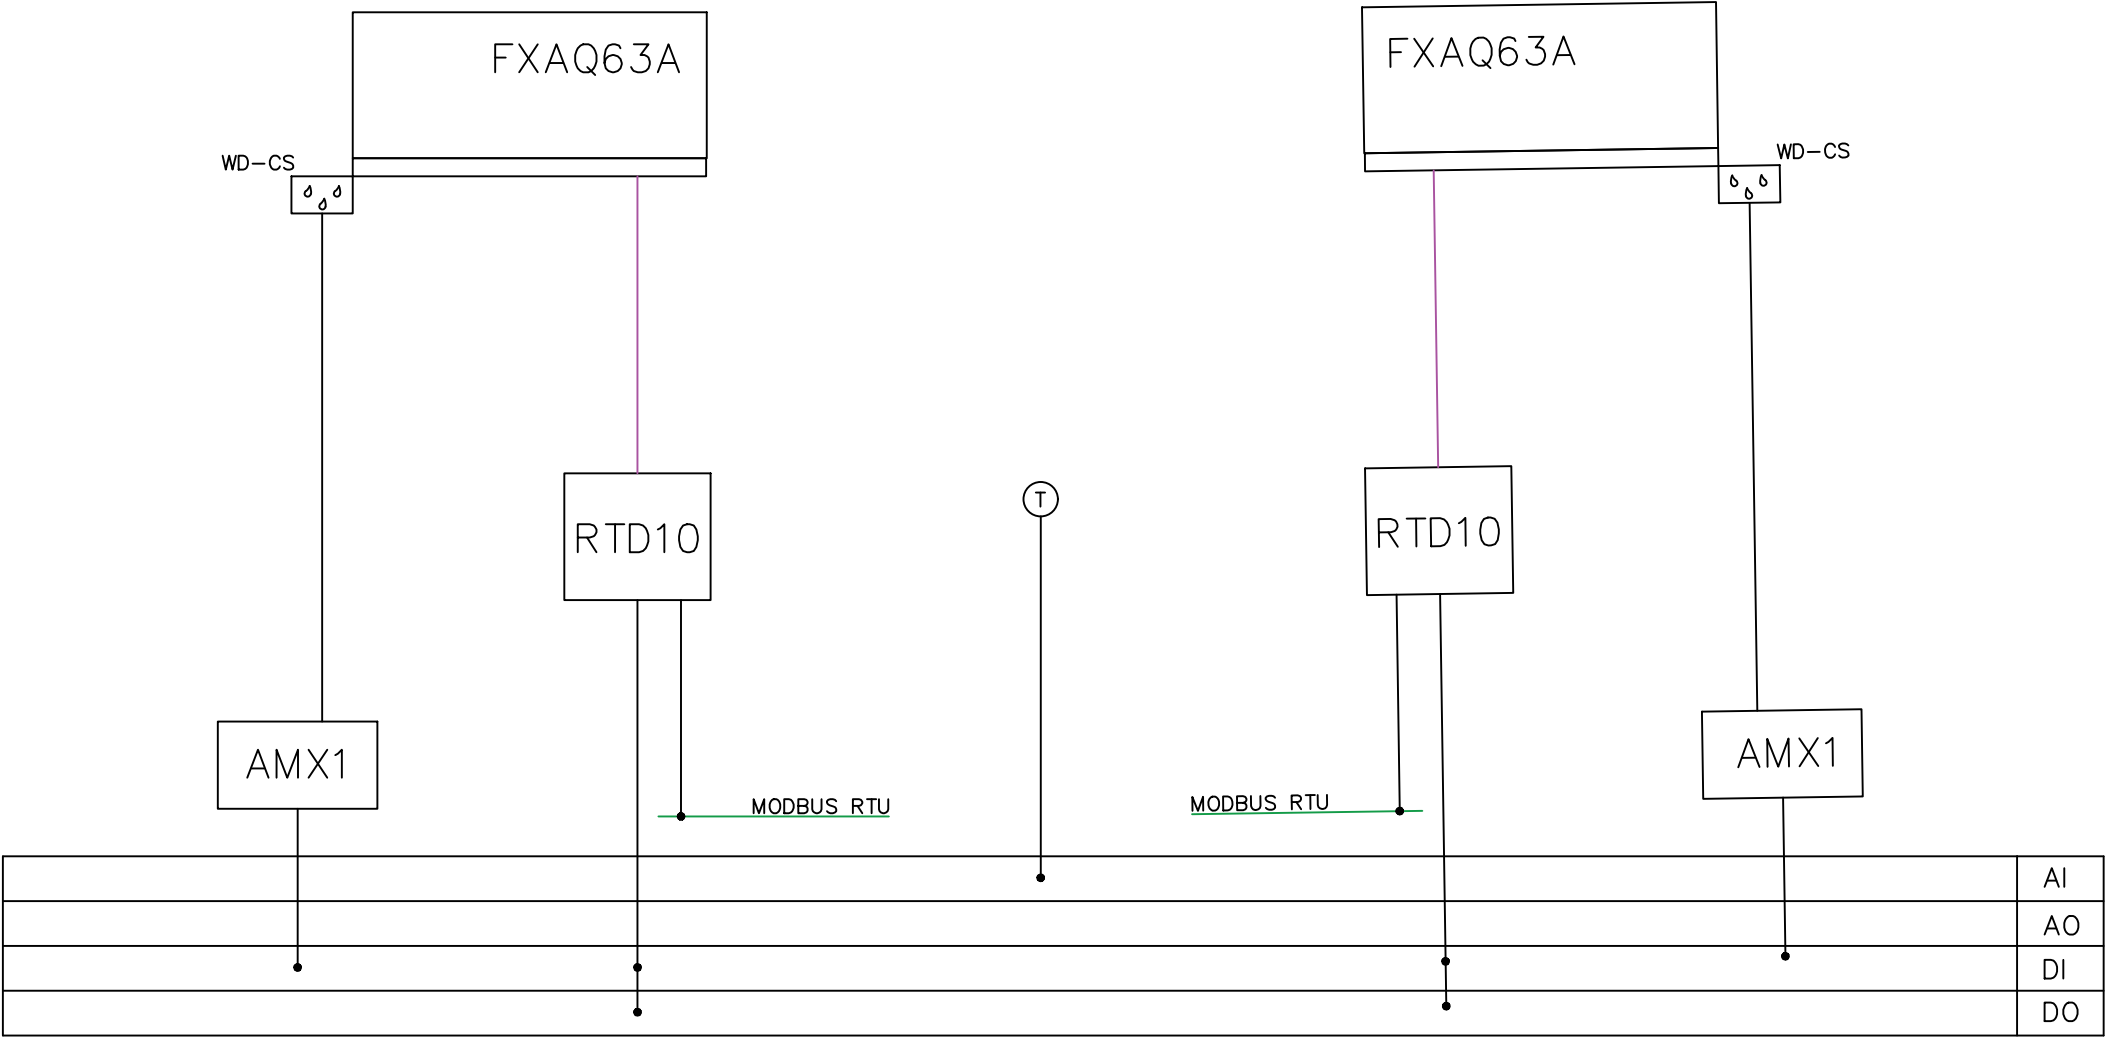 FXAQ63A
FXAQ63A
WD-CS
WD-CS
T
RTD10
RTD10
AMX1
AMX1
MODBUS RTU
MODBUS RTU
AI
AO
DI
DO